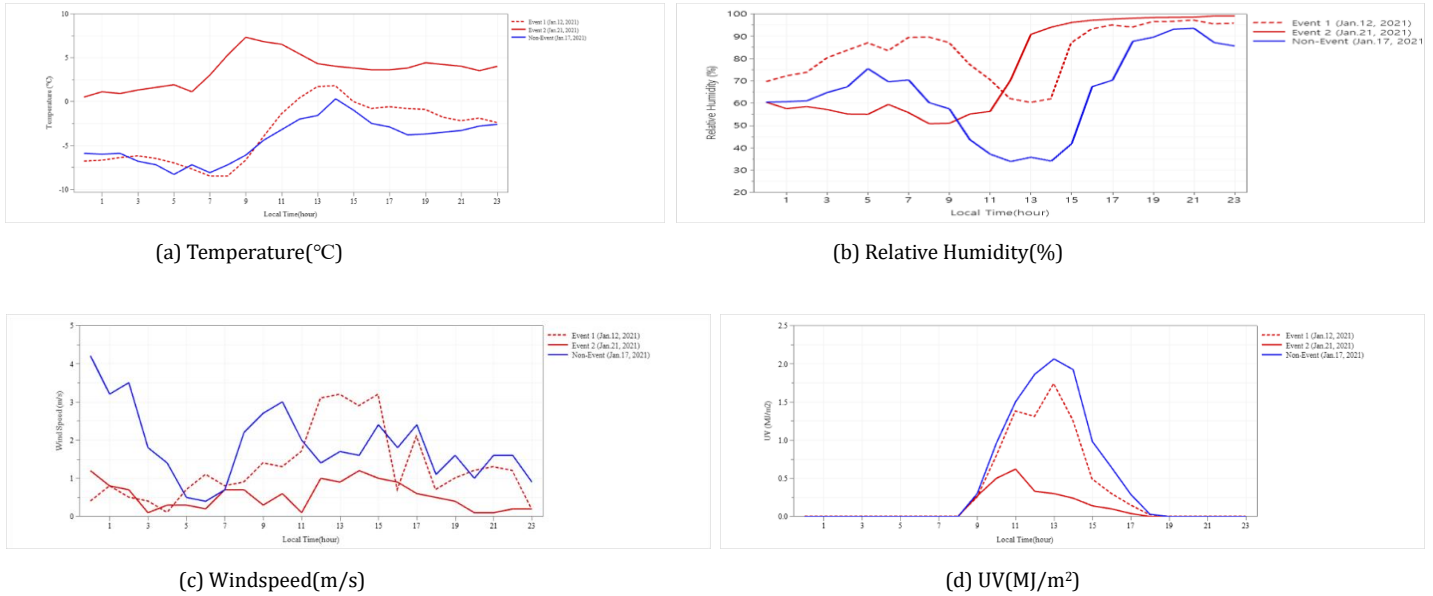 10
5
0
-5
-10
Temperature (℃)
1 3 5 7 9 11 13 15 17 19 21 23
Local Time(hour)
Event 1 (Jan.12, 2021)
Event 2 (Jan.21, 2021)
Non-Event (Jan.17, 2021)
(a) Temperature(℃)
100
90
80
70
60
50
40
30
20
Relative Humidity (%)
1 3 5 7 9 11 13 15 17 19 21 23
Local Time(hour)
Event 1 (Jan.12, 2021)
Event 2 (Jan.21, 2021)
Non-Event (Jan.17, 2021
(b) Relative Humidity(%)
5
4
3
2
1
0
Wind Speed (m/s)
1 3 5 7 9 11 13 15 17 19 21 23
Local Time(hour)
Event 1 (Jan.12, 2021)
Event 2 (Jan.21, 2021)
Non-Event (Jan.17, 2021)
(c) Windspeed(m/s)
2.5
2.0
1.5
1.0
0.5
0.0
UV (MJ/m2)
1 3 5 7 9 11 13 15 17 19 21 23
Local Time(hour)
Event 1 (Jan.12, 2021)
Event 2 (Jan.21, 2021)
Non-Event (Jan.17, 2021)
(d) UV(MJ/m²)